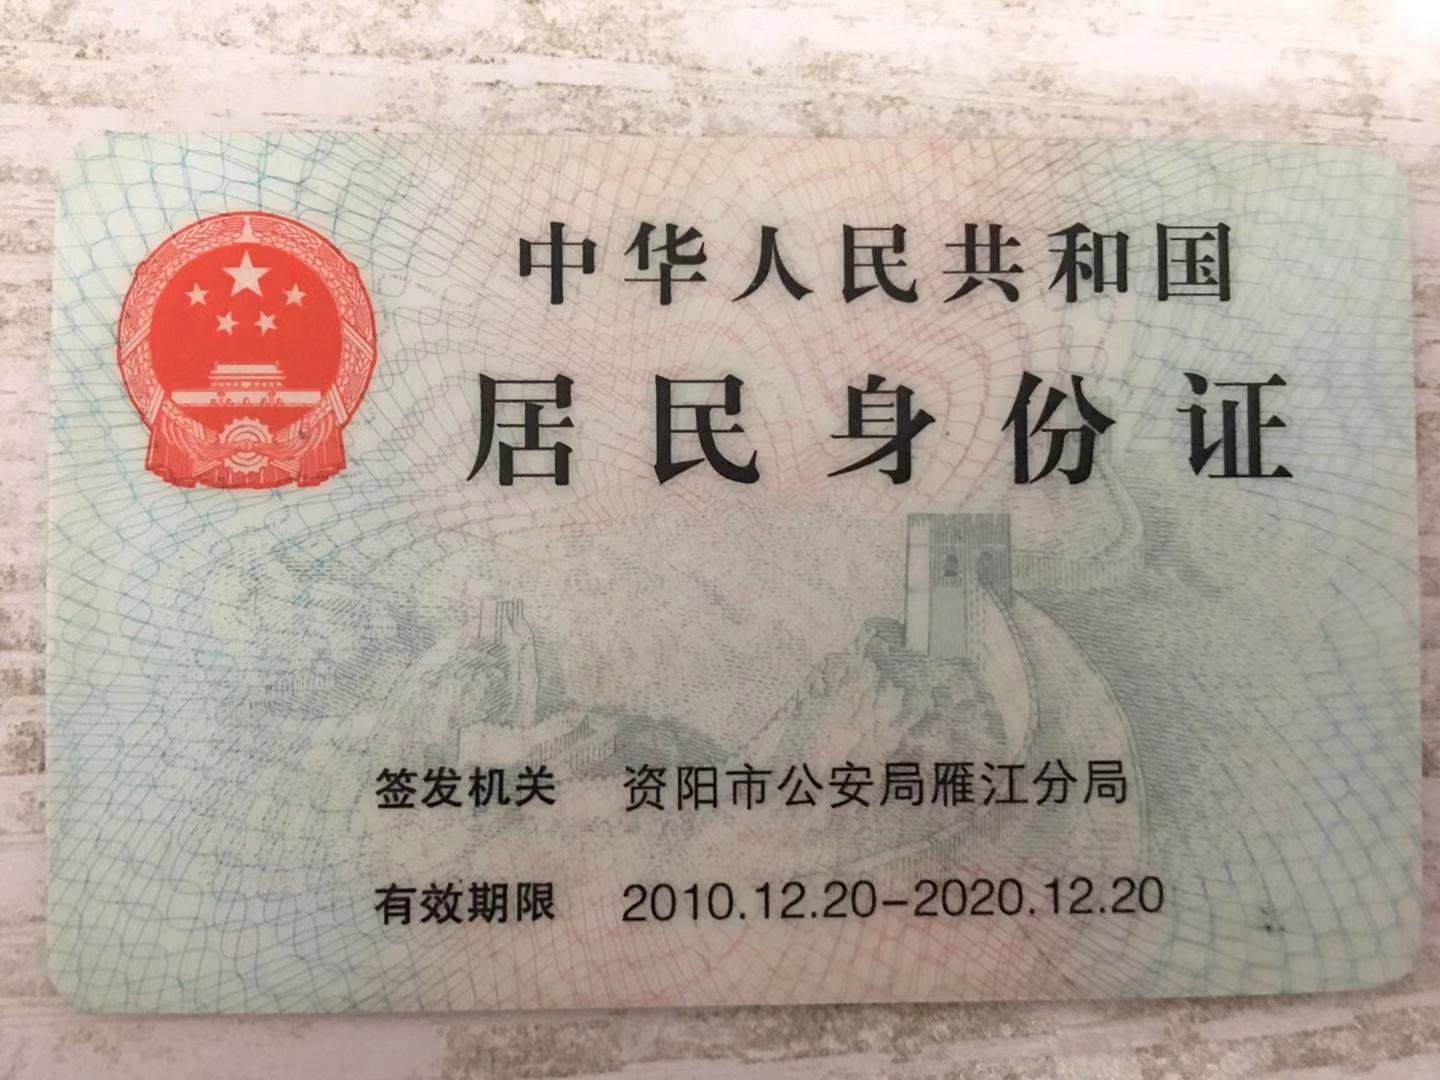 中华人民共和国
居民身份证
签发机关 资阳市公安局雁江分局
有效期限 2010.12.20-2020.12.20